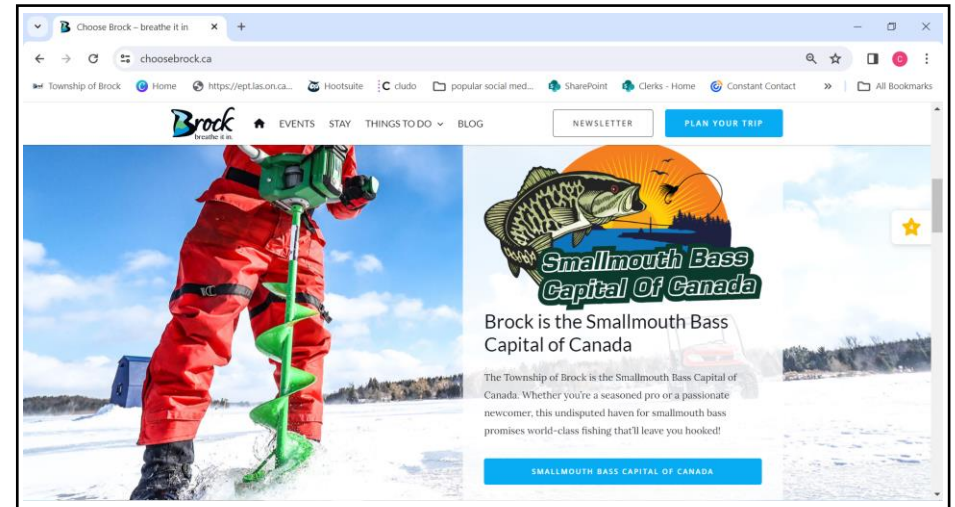 Choose Brock – breathe it in
choosebrock.ca
Township of Brock Home https://ept.las.on.ca... Hootsuite cludo popular social med... SharePoint Clerks - Home Constant Contact » All Bookmarks
Brock
breathe it in.
EVENTS STAY THINGS TO DO BLOG NEWSLETTER PLAN YOUR TRIP
Smallmouth Bass
Capital Of Canada
Brock is the Smallmouth Bass
Capital of Canada
The Township of Brock is the Smallmouth Bass Capital of
Canada. Whether you're a seasoned pro or a passionate
newcomer, this undisputed haven for smallmouth bass
promises world-class fishing that'll leave you hooked!
SMALLMOUTH BASS CAPITAL OF CANADA